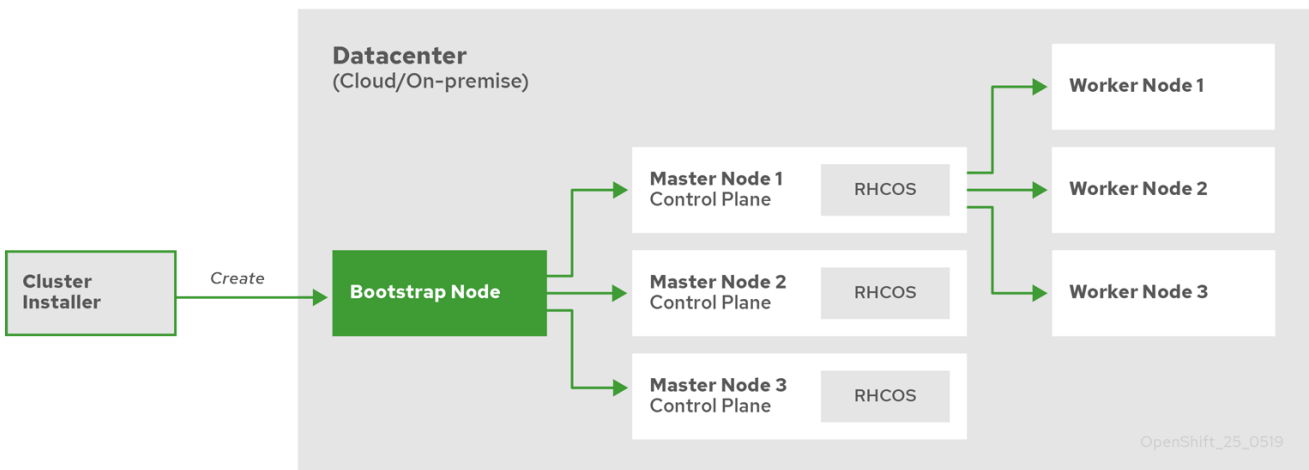 Datacenter
(Cloud/On-premise)
Cluster
Installer
Create
Bootstrap Node
Master Node 1
Control Plane
RHCOS
Master Node 2
Control Plane
RHCOS
Master Node 3
Control Plane
RHCOS
Worker Node 1
Worker Node 2
Worker Node 3
OpenShift_25_0519